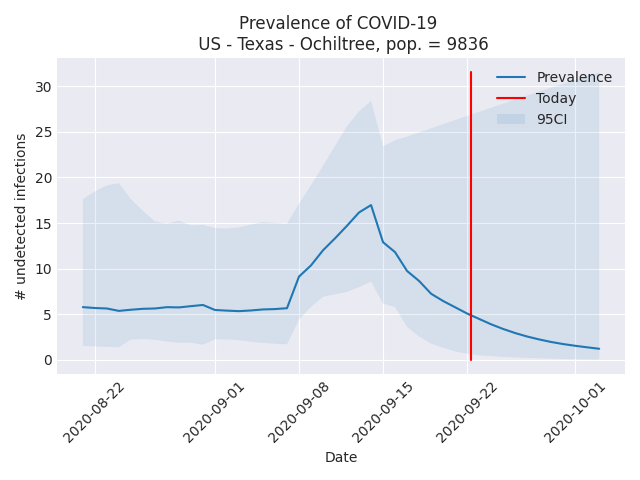 Prevalence of COVID-19
US - Texas - Ochiltree, pop. = 9836
Prevalence
Today
95CI
30
25
20
15
10
5
0
# undetected infections
2020-08-22
2020-09-01
2020-09-08
2020-09-15
2020-09-22
2020-10-01
Date